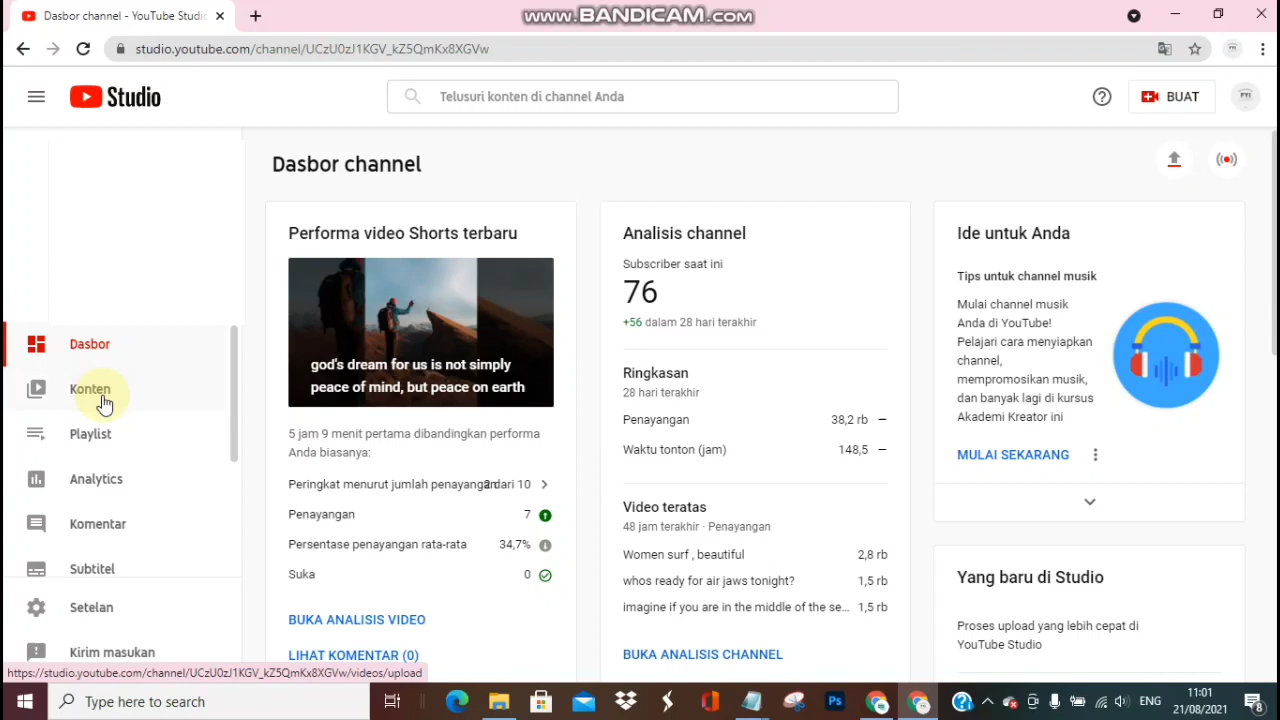 Dasbor channel - YouTube Studio
www.BANDICAM.com
studio.youtube.com/channel/UCzU0zJ1KGV_kZ5QmKx8XGVw
Studio
Telusuri konten di channel Anda
BUAT
Dasbor
Konten
Playlist
Analytics
Komentar
Subtitel
Setelan
Kirim masukan
Dasbor channel
Performa video Shorts terbaru
god's dream for us is not simply
peace of mind, but peace on earth
5 jam 9 menit pertama dibandingkan performa
Anda biasanya:
Peringkat menurut jumlah penayangan 2 dari 10
Penayangan 7
Persentase penayangan rata-rata 34,7%
Suka 0
BUKA ANALISIS VIDEO
LIHAT KOMENTAR (0)
Analisis channel
Subscriber saat ini
76
+56 dalam 28 hari terakhir
Ringkasan
28 hari terakhir
Penayangan 38,2 rb —
Waktu tonton (jam) 148,5 —
Video teratas
48 jam terakhir · Penayangan
Women surf , beautiful 2,8 rb
whos ready for air jaws tonight? 1,5 rb
imagine if you are in the middle of the se... 1,5 rb
BUKA ANALISIS CHANNEL
Ide untuk Anda
Tips untuk channel musik
Mulai channel musik
Anda di YouTube!
Pelajari cara menyiapkan
channel,
mempromosikan musik,
dan banyak lagi di kursus
Akademi Kreator ini
MULAI SEKARANG
Yang baru di Studio
Proses upload yang lebih cepat di
YouTube Studio
https://studio.youtube.com/channel/UCzU0zJ1KGV_kZ5QmKx8XGVw/videos/upload
Type here to search
Ps
ENG
11:01
21/08/2021
8